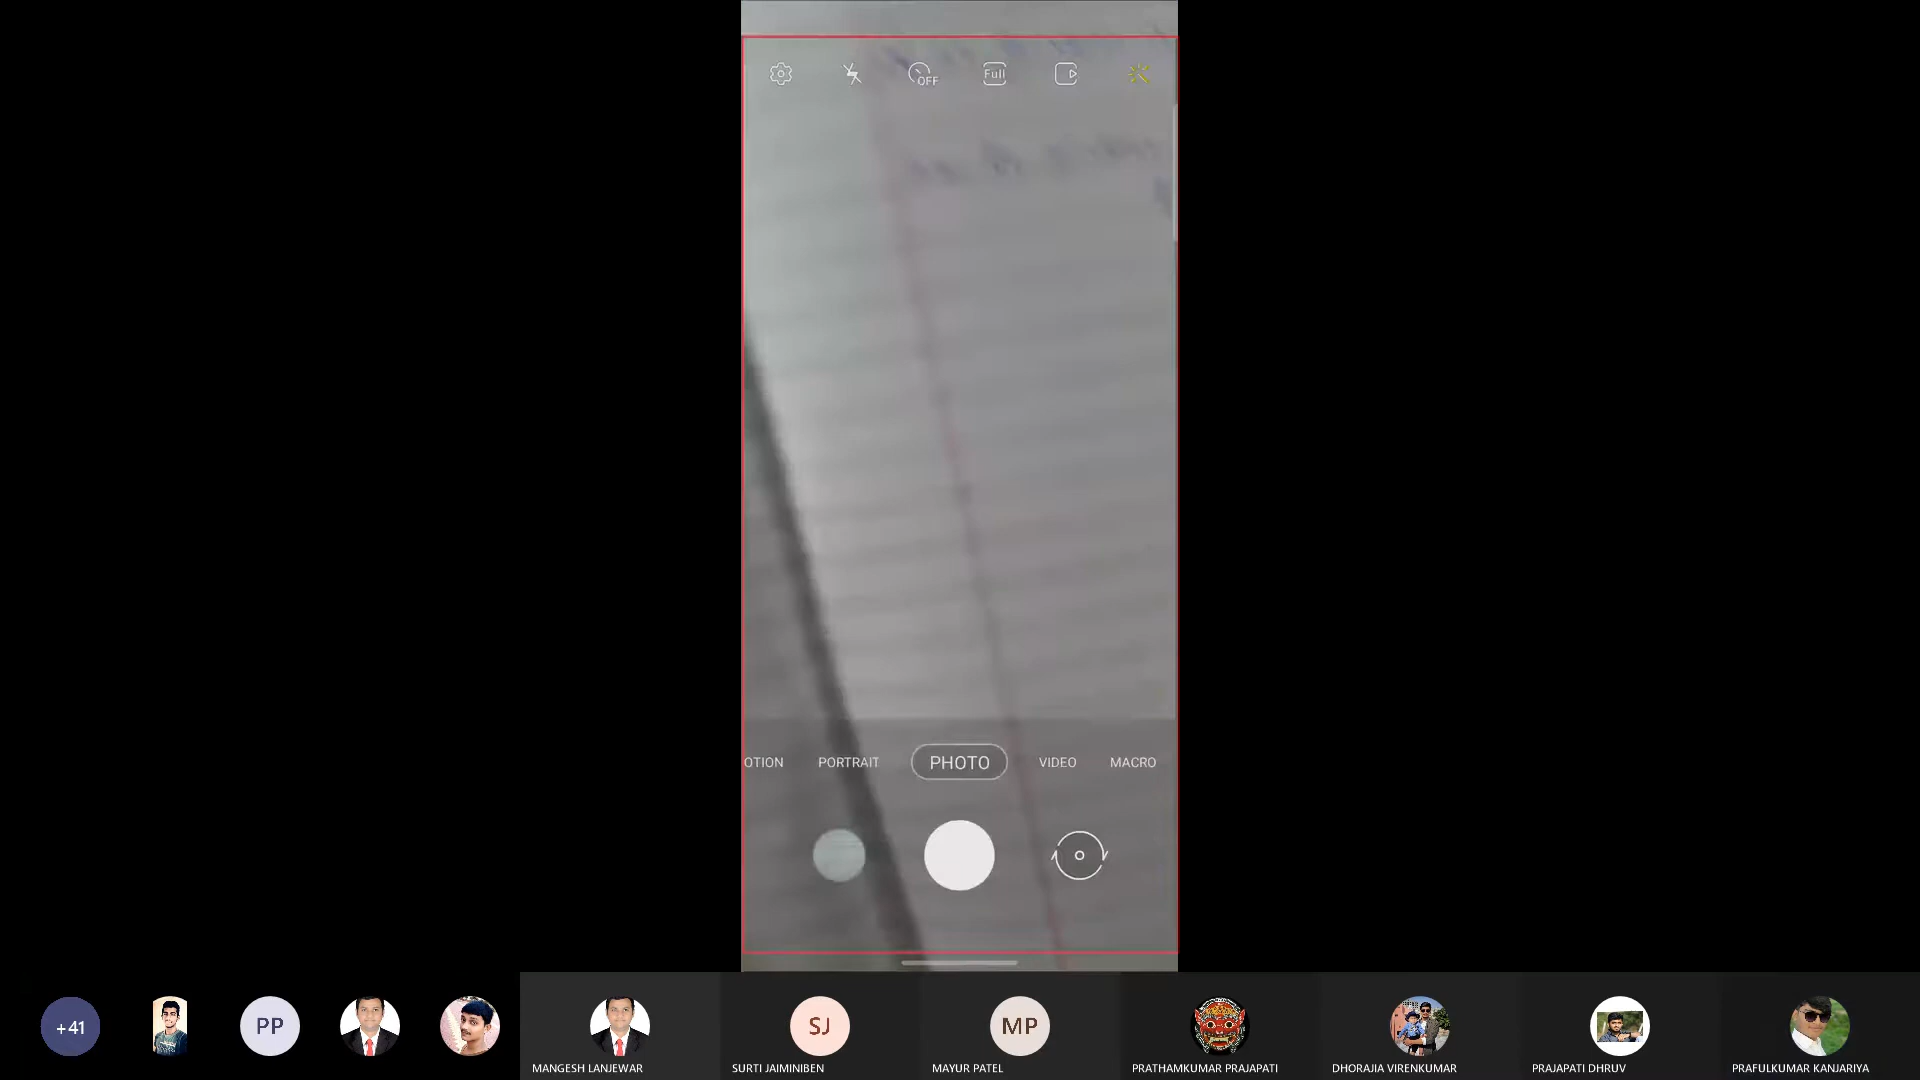 OFF
Full
OTION PORTRAIT PHOTO VIDEO MACRO
+41
PP
SJ
MP
MANGESH LANJEWAR
SURTI JAIMINIBEN
MAYUR PATEL
PRATHAMKUMAR PRAJAPATI
DHORAJIA VIRENKUMAR
PRAJAPATI DHRUV
PRAFULKUMAR KANJARIYA